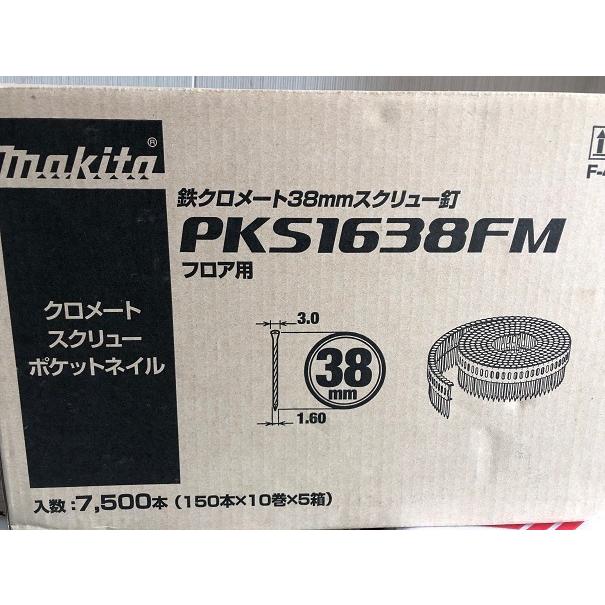 makita®
鉄クロメート38mmスクリュー釘
PKS1638FM
フロア用
クロメート
スクリュー
ポケットネイル
3.0
38
mm
1.60
入数:7,500本(150本×10巻×5箱)